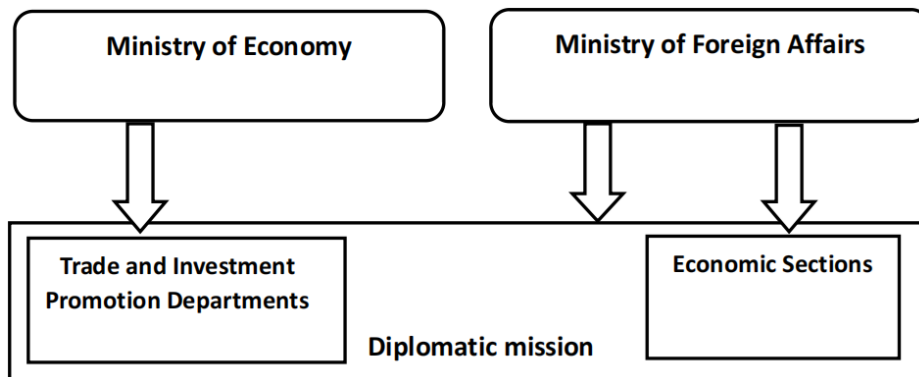 Ministry of Economy
Ministry of Foreign Affairs
Trade and Investment
Promotion Departments
Economic Sections
Diplomatic mission